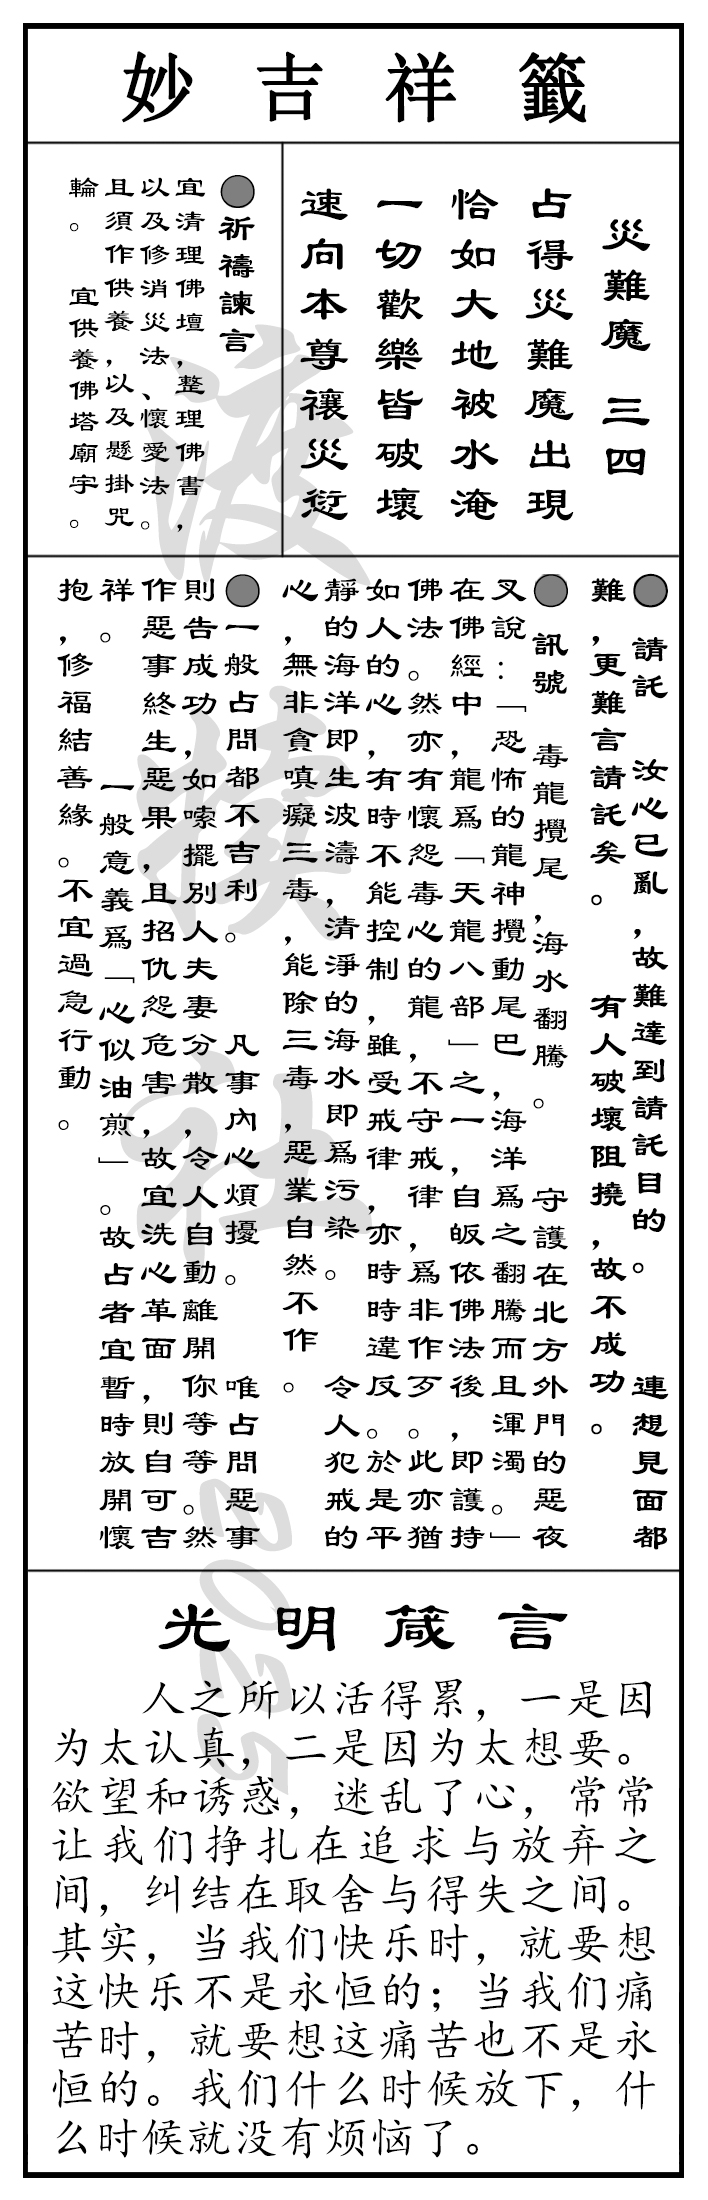 妙吉祥籤
災難魔 三四
占得災難魔出現
恰如大地被水淹
一切歡樂皆破壞
速向本尊禳災愆
●祈禱諫言
宜清理佛壇，整理佛書，
以及修消災法、懷愛法。
且須作供養，以及懸掛咒
輪。 宜供養佛塔廟宇。
● 請託 汝心已亂，故難達到請託目的。 連想見面都
難，更難言請託矣。 有人破壞阻撓，故不成功。
● 訊號 毒龍攪尾，海水翻騰。 守護在北方外門的惡夜
叉說：「恐怖的龍神攪動尾巴，海洋爲之翻騰而且渾濁。」
在佛經中，龍爲「天龍八部」之一，自皈依佛法後，即護持
佛法。然亦有懷怨毒心的龍，不守戒律，爲非作歹。此亦猶
如人的心，有時不能控制，雖受戒律亦時時違反。於是平
靜的海洋即生波濤，清淨的海水即爲污染。 令人犯戒的
心，無非貪嗔癡三毒，能除三毒，惡業自然不作。
●一般占問都不吉利。 凡事內心煩擾。 唯占問惡事
則告成功，如嗦擺別人夫妻分散，令人自動離開你等等。然
作惡事終生惡果，且招仇怨危害，故宜洗心革面，則自可吉
祥。 一般意義爲「心似油煎」。故占者宜暫時放開懷
抱，修福結善緣。不宜過急行動。
光明箴言
人之所以活得累，一是因
为太认真，二是因为太想要。
欲望和诱惑，迷乱了心，常常
让我们挣扎在追求与放弃之
间，纠结在取舍与得失之间。
其实，当我们快乐时，就要想
这快乐不是永恒的；当我们痛
苦时，就要想这痛苦也不是永
恒的。我们什么时候放下，什
么时候就没有烦恼了。
2025